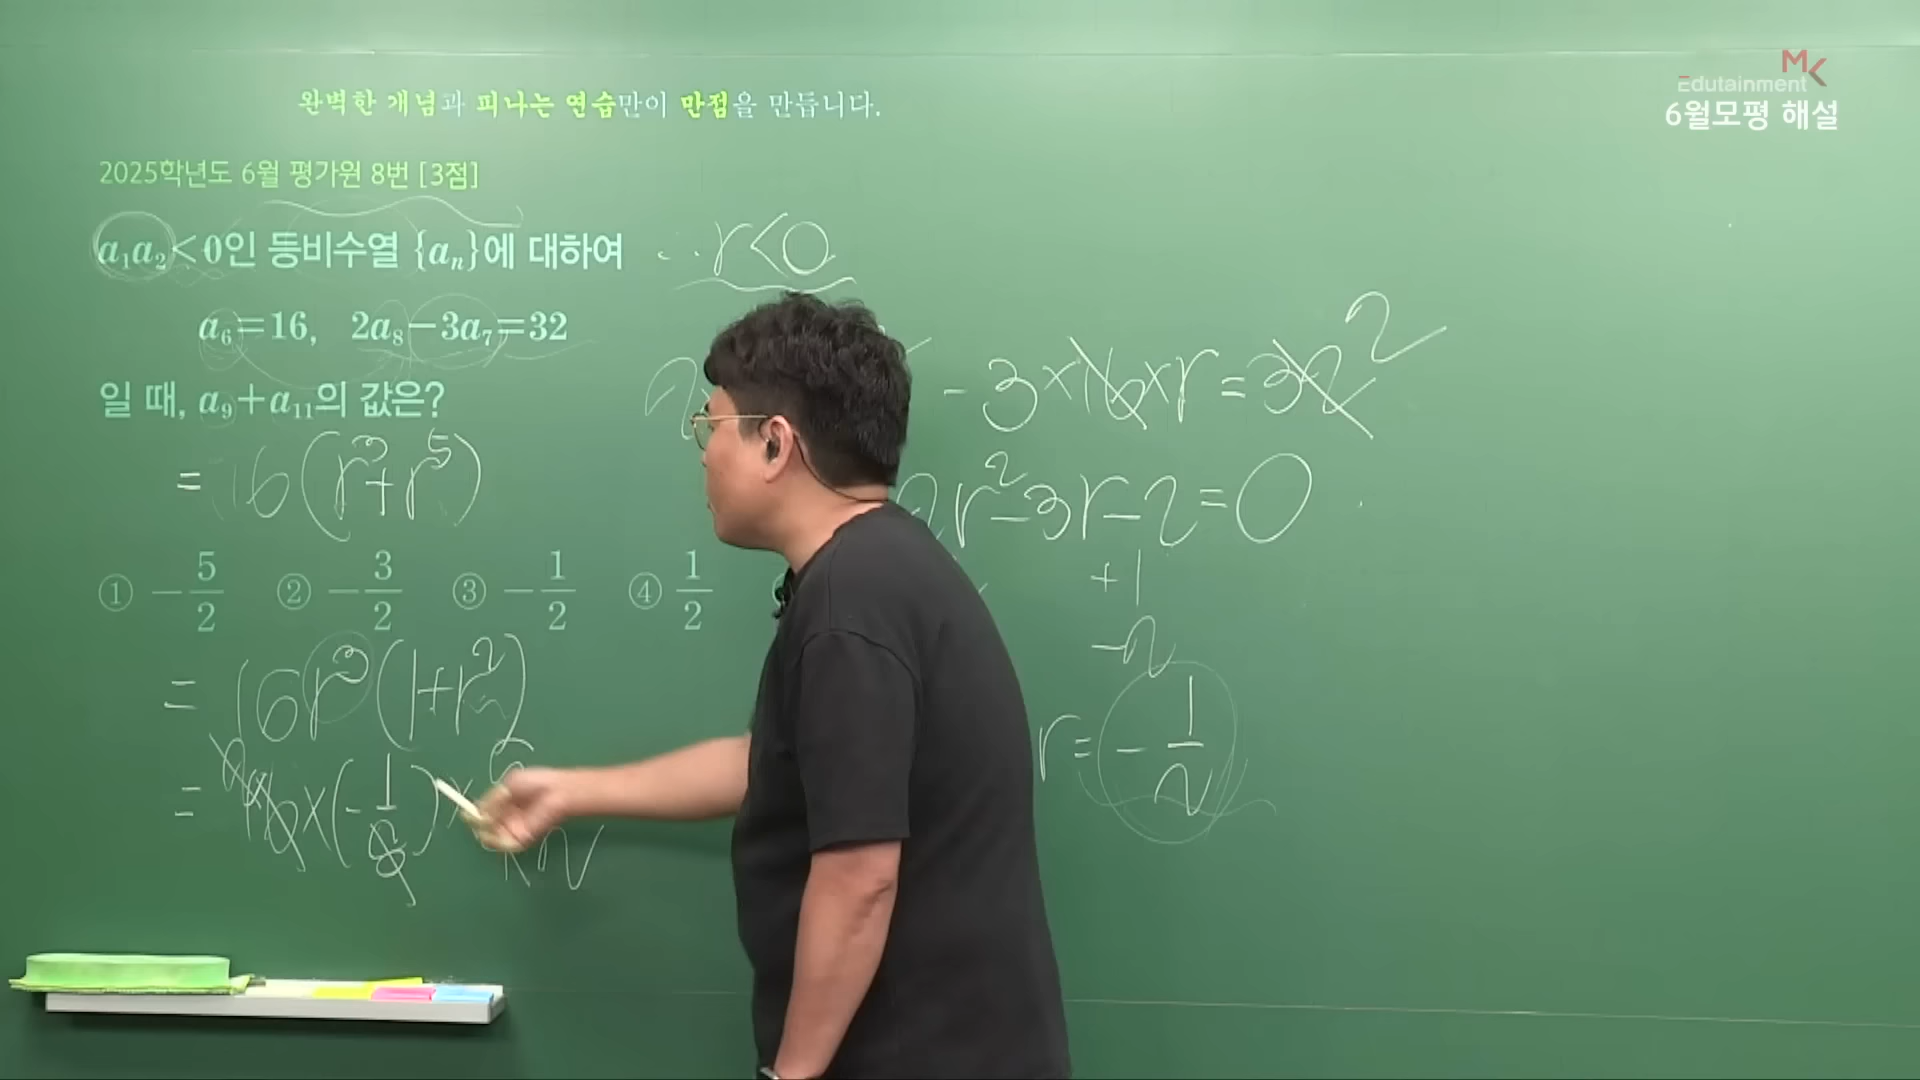 MK
Edutainment
6월모평 해설
완벽한 개념과 피나는 연습만이 만점을 만듭니다.
2025학년도 6월 평가원 8번 [3점]
a₁a₂<0인 등비수열 {aₙ}에 대하여
∴ r<0
a₆=16, 2a₈-3a₇=32
일 때, a₉+a₁₁의 값은?
= 16(r³+r⁵)
① -5/2 ② -3/2 ③ -1/2 ④ 1/2
= 16r³(1+r²)
-3×16×r=32 2
2r²-3r-2=0
+1
-2
r=-1/2